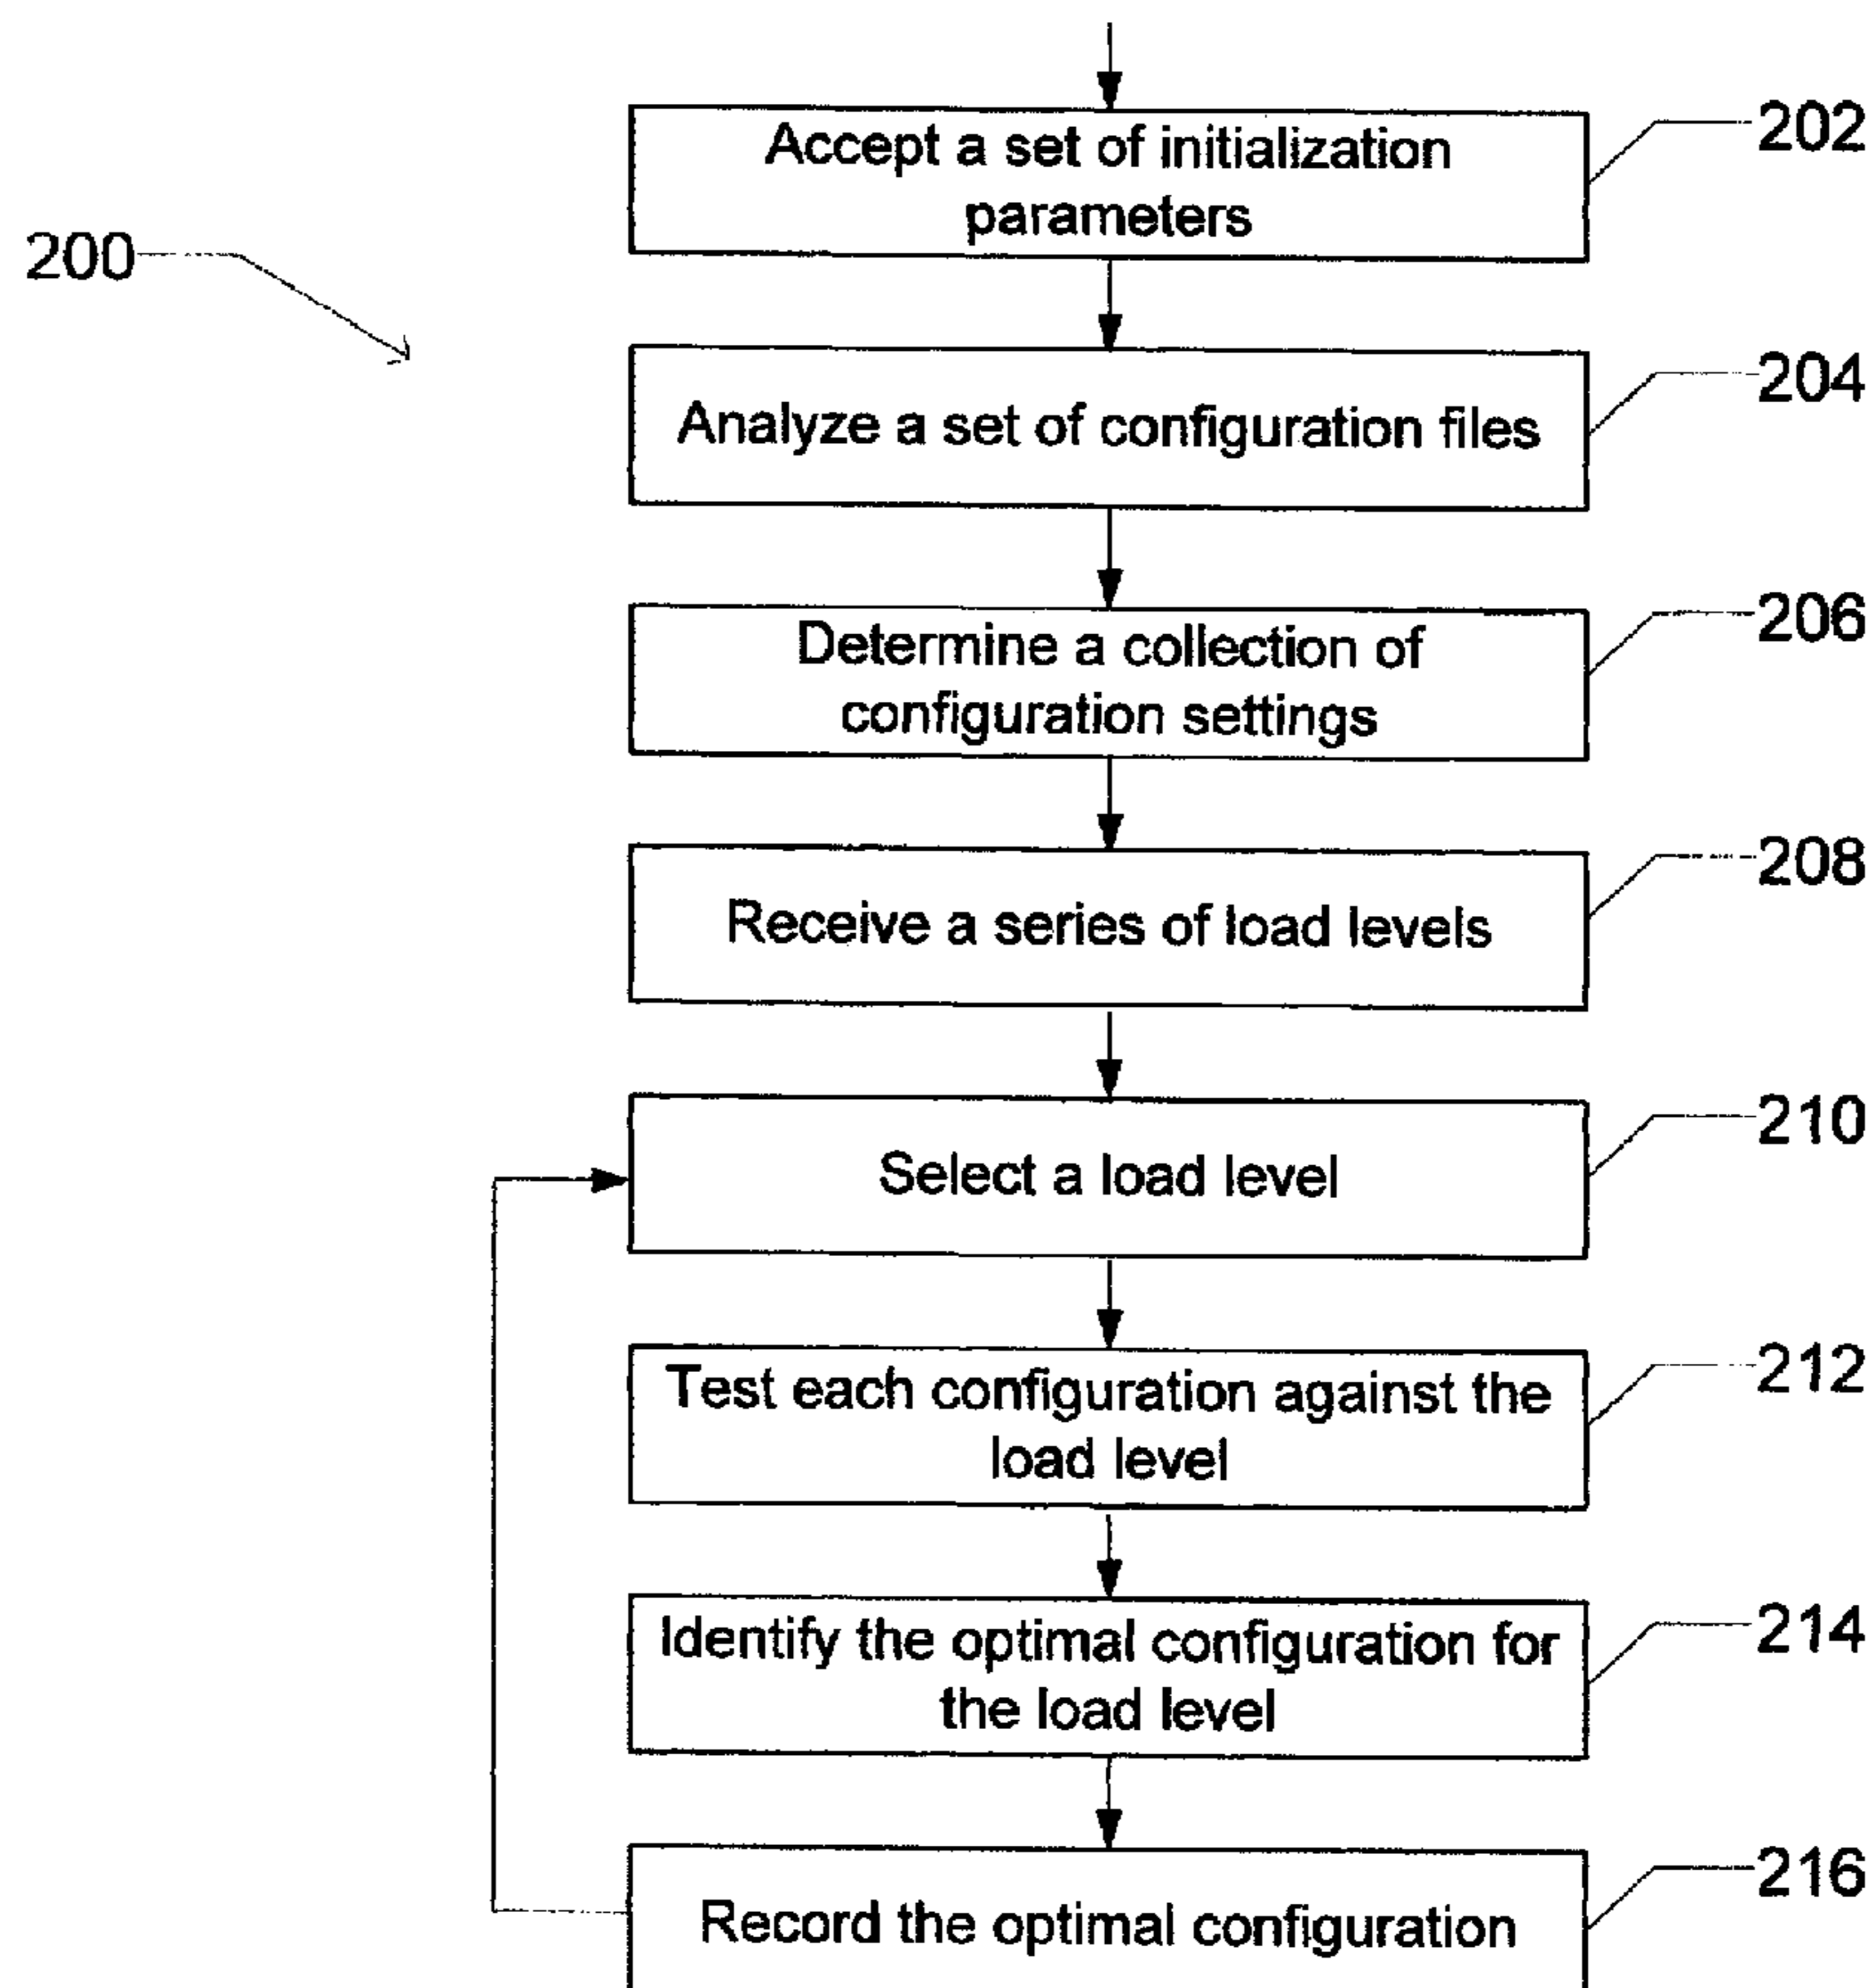 202
Accept a set of initialization
parameters
200
204
Analyze a set of configuration files
206
Determine a collection of
configuration settings
208
Receive a series of load levels
210
Select a load level
212
Test each configuration against the
load level
214
Identify the optimal configuration for
the load level
216
Record the optimal configuration